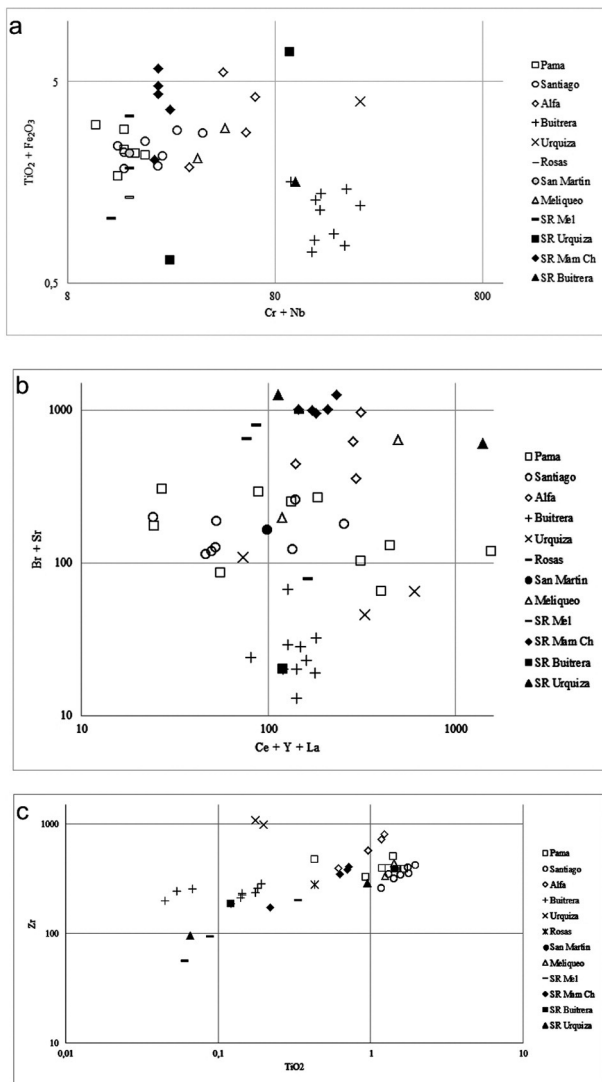 a
5
0,5
8
80
800
TiO₂ + Fe₂O₃
Cr + Nb
Pama
Santiago
Alfa
Buitrera
Urquiza
Rosas
San Martin
Meliqueo
SR Mel
SR Urquiza
SR Mam Ch
SR Buitrera
b
1000
100
10
10
100
1000
Br + Sr
Ce + Y + La
Pama
Santiago
Alfa
Buitrera
Urquiza
Rosas
San Martin
Meliqueo
SR Mel
SR Mam Ch
SR Buitrera
SR Urquiza
c
1000
100
10
0,01
0,1
1
10
Zr
TiO2
Pama
Santiago
Alfa
Buitrera
Urquiza
Rosas
San Martin
Meliqueo
SR Mel
SR Mam Ch
SR Buitrera
SR Urquiza